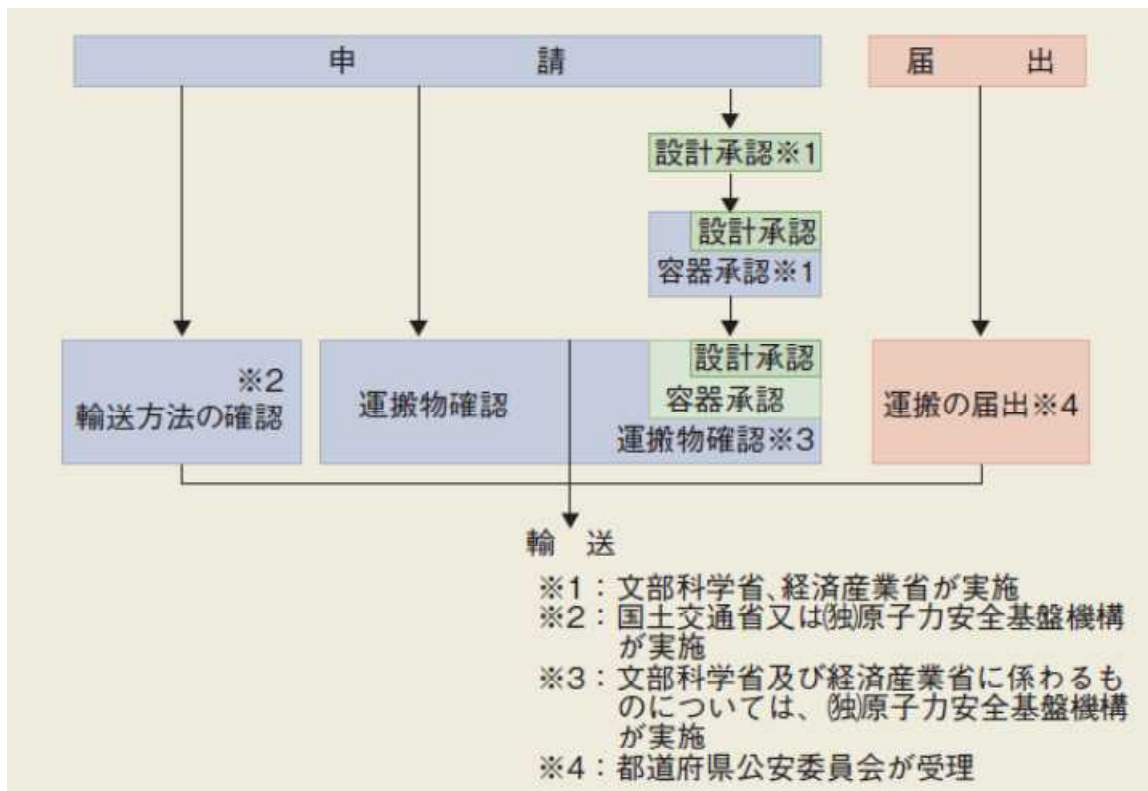 申請
届出
設計承認※1
設計承認
容器承認※1
※2
輸送方法の確認
運搬物確認
設計承認
容器承認
運搬物確認※3
運搬の届出※4
輸送
※1:文部科学省、経済産業省が実施
※2:国土交通省又は㈾原子力安全基盤機構
が実施
※3:文部科学省及び経済産業省に係わるも
のについては、(独)原子力安全基盤機構
が実施
※4:都道府県公安委員会が受理